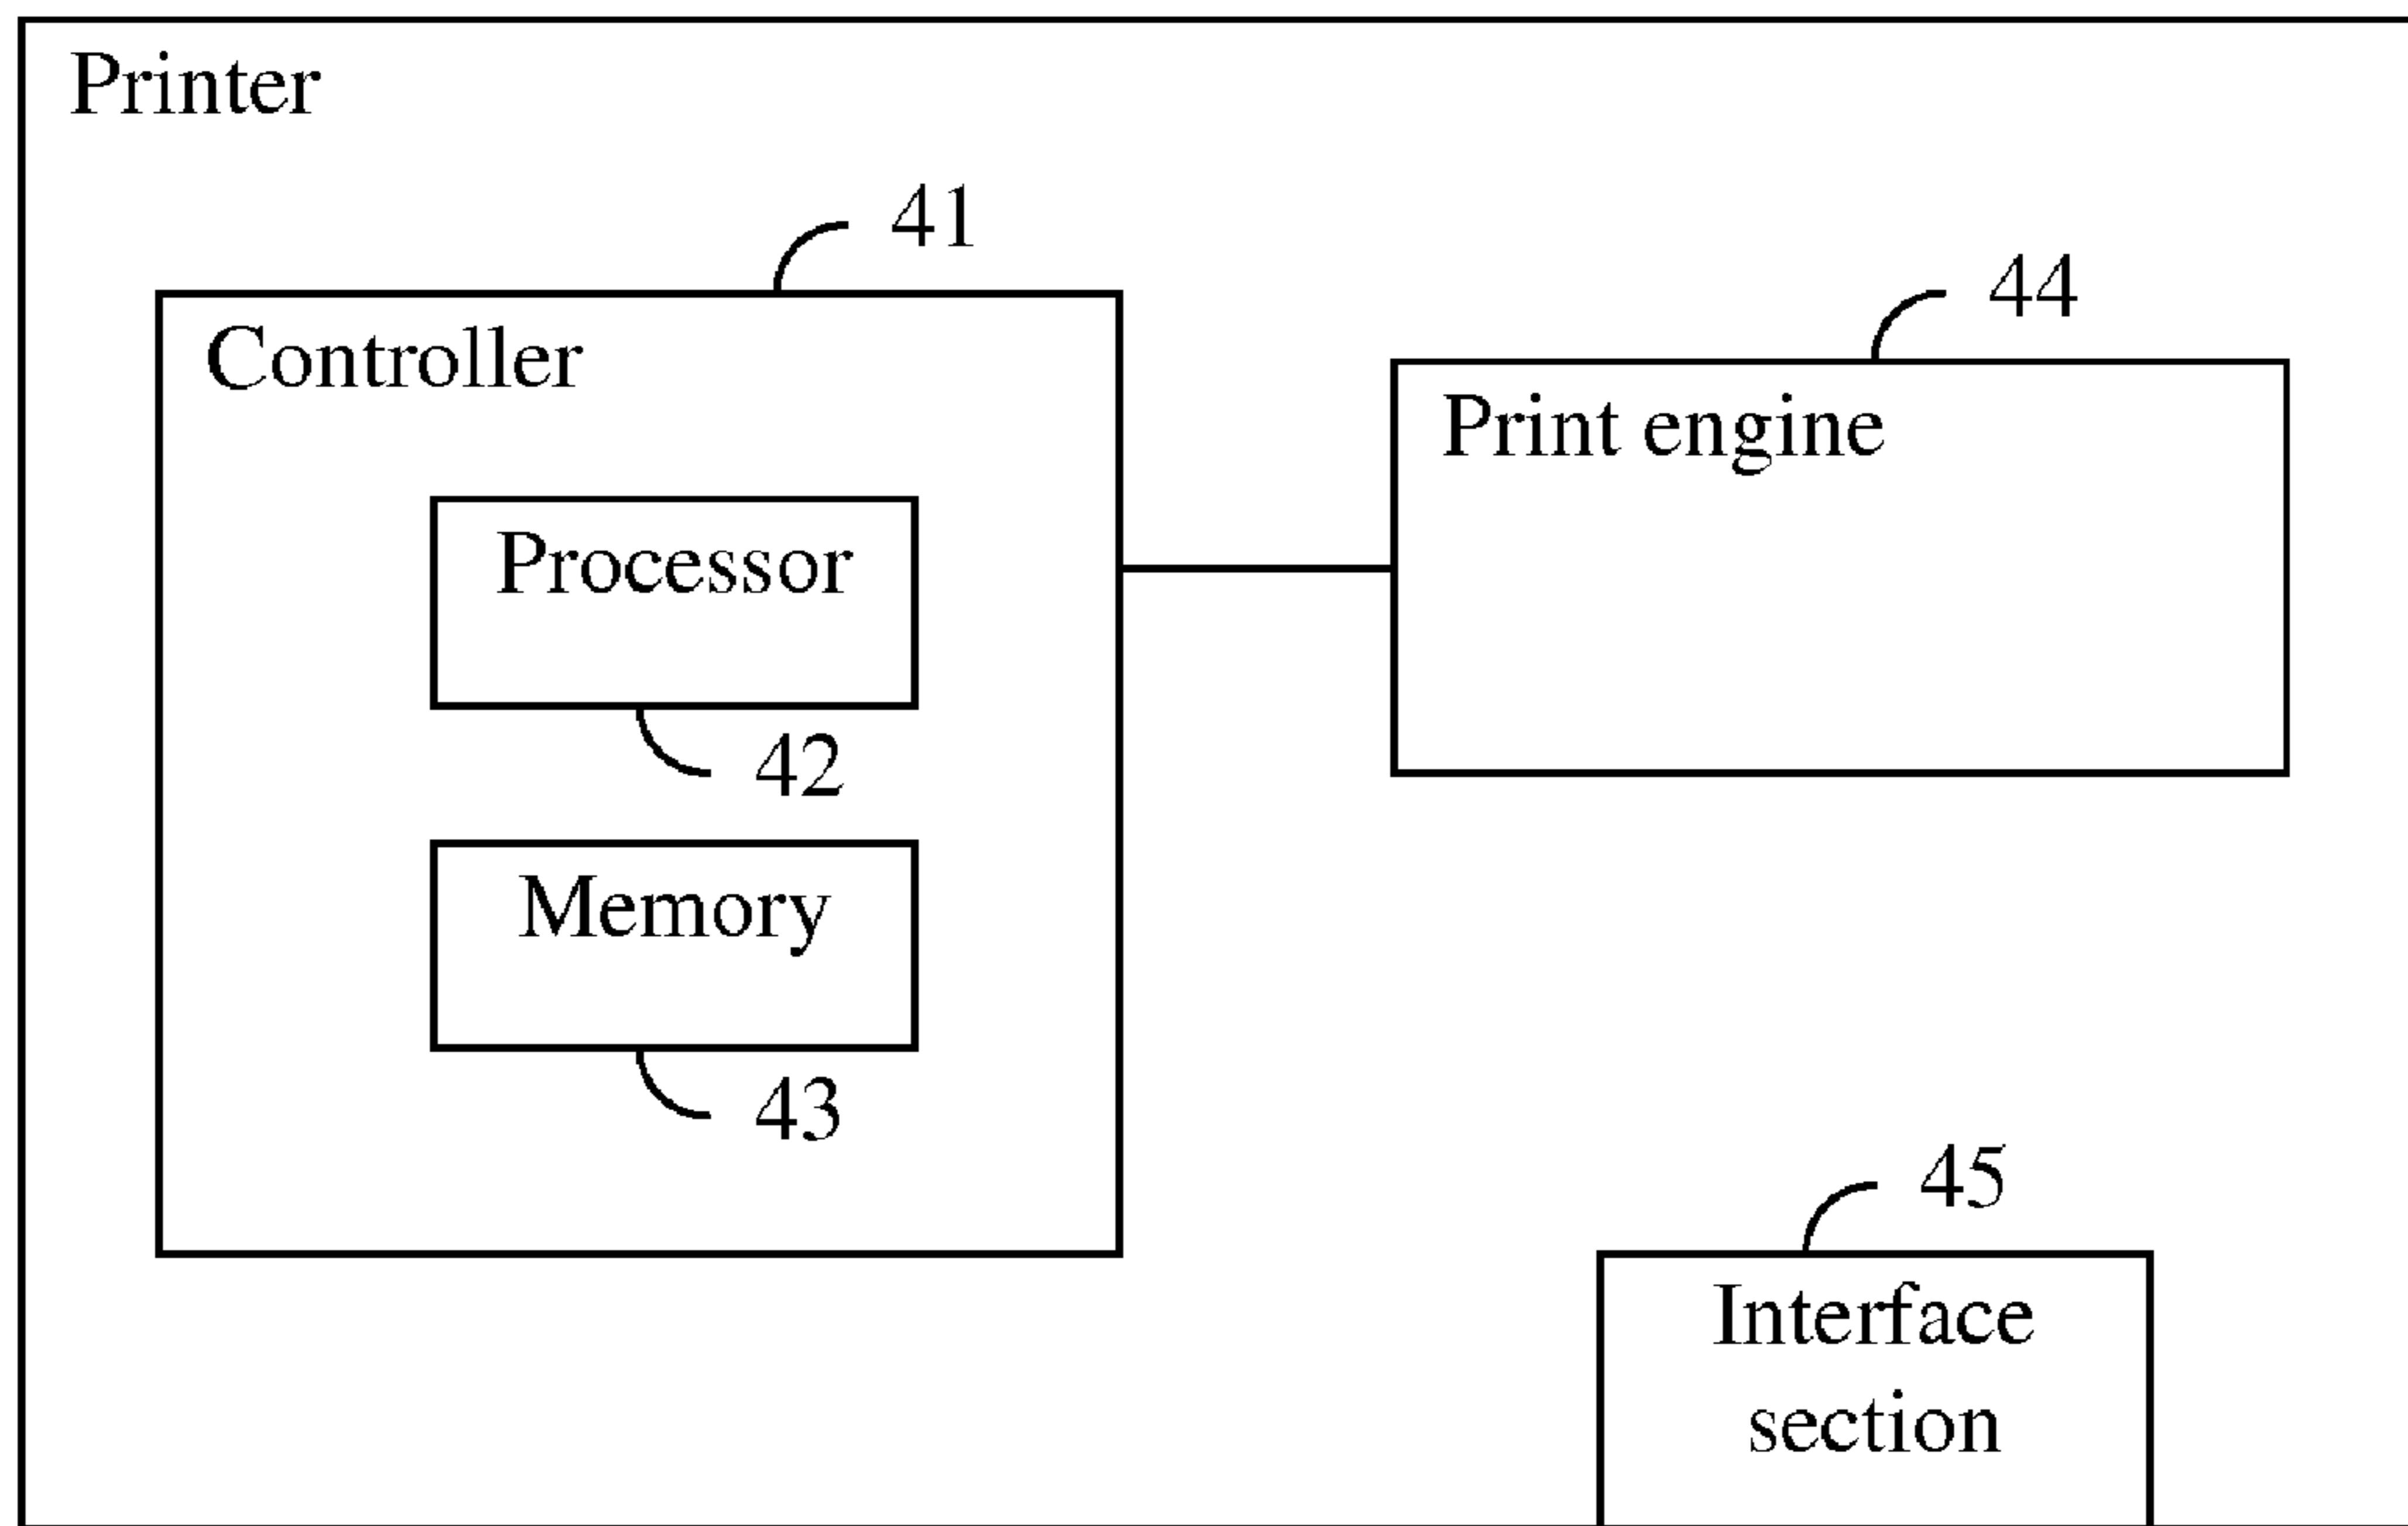 Printer
41
Controller
44
Print engine
Processor
42
Memory
43
45
Interface
section